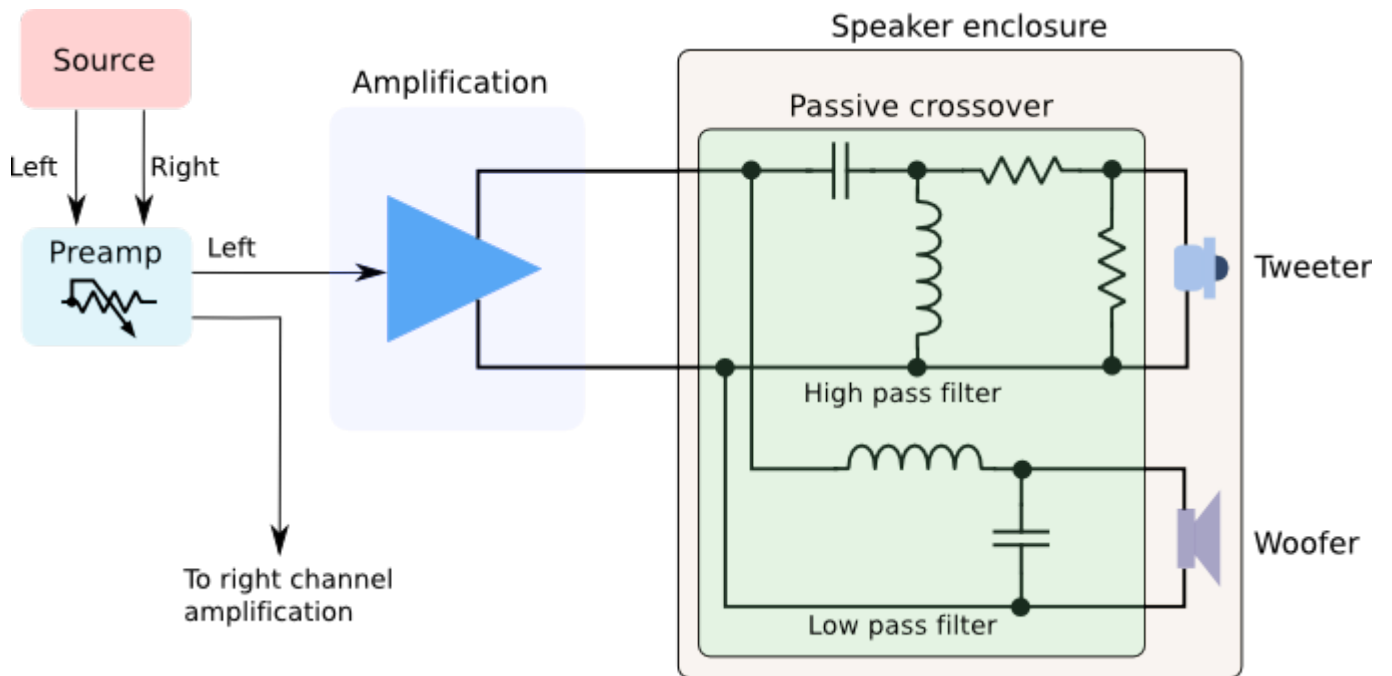 Speaker enclosure
Source
Amplification
Passive crossover
Left
Right
Preamp
Left
Tweeter
High pass filter
Woofer
To right channel
amplification
Low pass filter